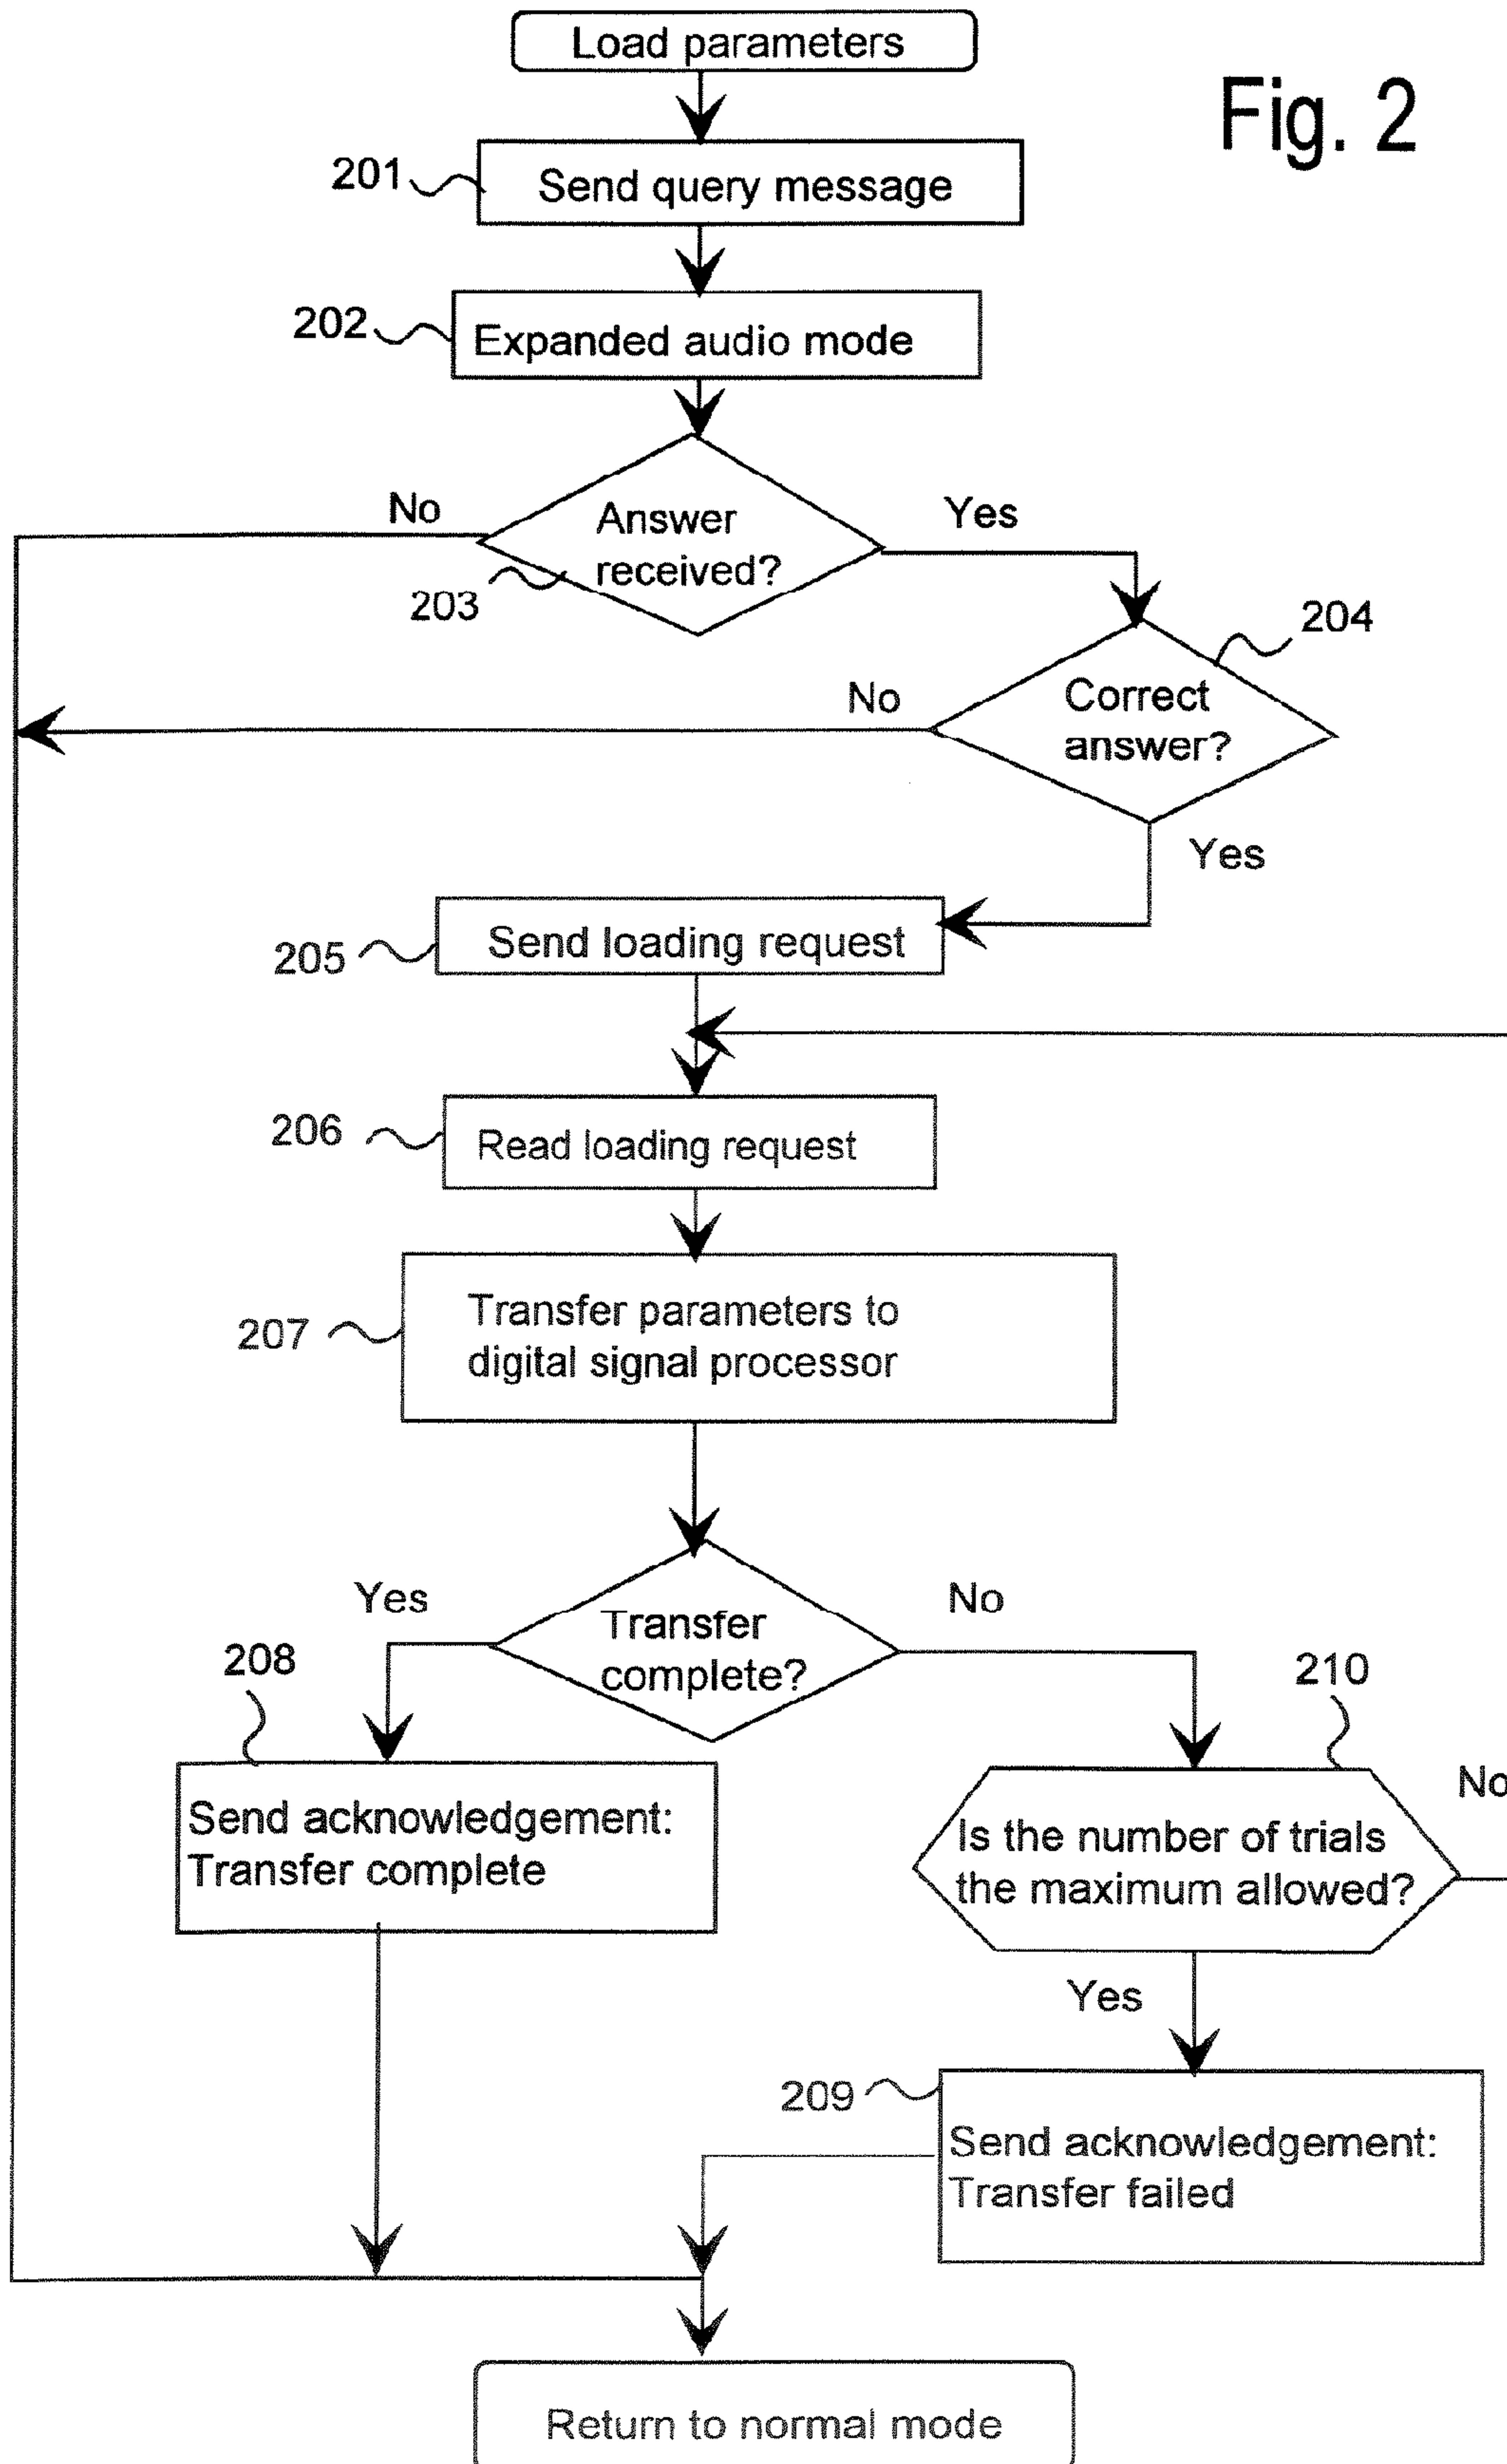 Load parameters
Fig. 2
201
Send query message
202
Expanded audio mode
No
Answer
received?
Yes
203
204
No
Correct
answer?
Yes
205
Send loading request
206
Read loading request
207
Transfer parameters to
digital signal processor
Yes
Transfer
complete?
No
208
210
Send acknowledgement:
Transfer complete
Is the number of trials
the maximum allowed?
No
Yes
209
Send acknowledgement:
Transfer failed
Return to normal mode